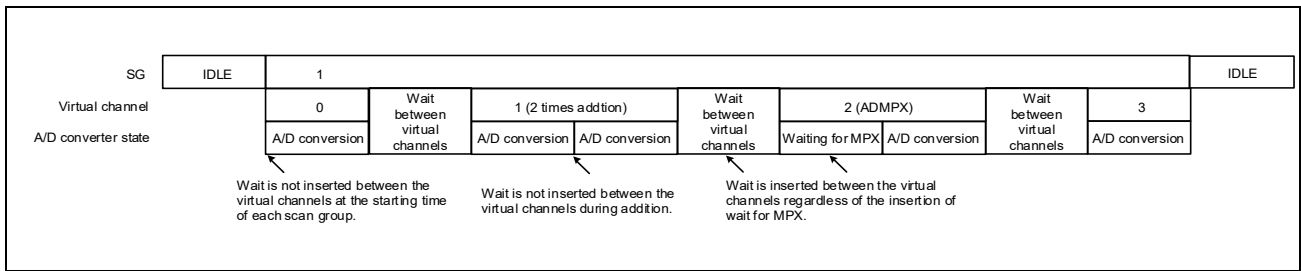 SG IDLE 1 IDLE
Virtual channel 0 Wait between virtual channels 1 (2 times addtion) Wait between virtual channels 2 (ADMPX) Wait between virtual channels 3
A/D converter state A/D conversion A/D conversion A/D conversion Waiting for MPX A/D conversion A/D conversion
Wait is not inserted between the
virtual channels at the starting time
of each scan group.
Wait is not inserted between the
virtual channels during addition.
Wait is inserted between the virtual
channels regardless of the insertion of
wait for MPX.